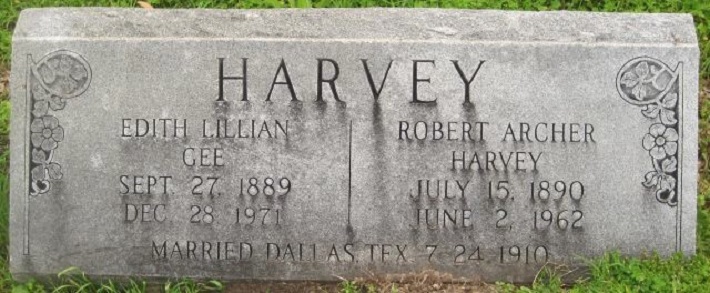 HARVEY
EDITH LILLIAN
GEE
SEPT. 27, 1889
DEC. 28, 1971
ROBERT ARCHER
HARVEY
JULY 15, 1890
JUNE 2, 1962
MARRIED DALLAS, TEX. 7-24-1910